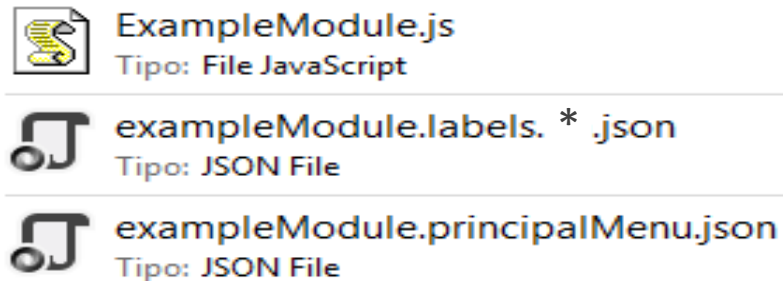 ExampleModule.js
Tipo: File JavaScript
exampleModule.labels. * .json
Tipo: JSON File
exampleModule.principalMenu.json
Tipo: JSON File